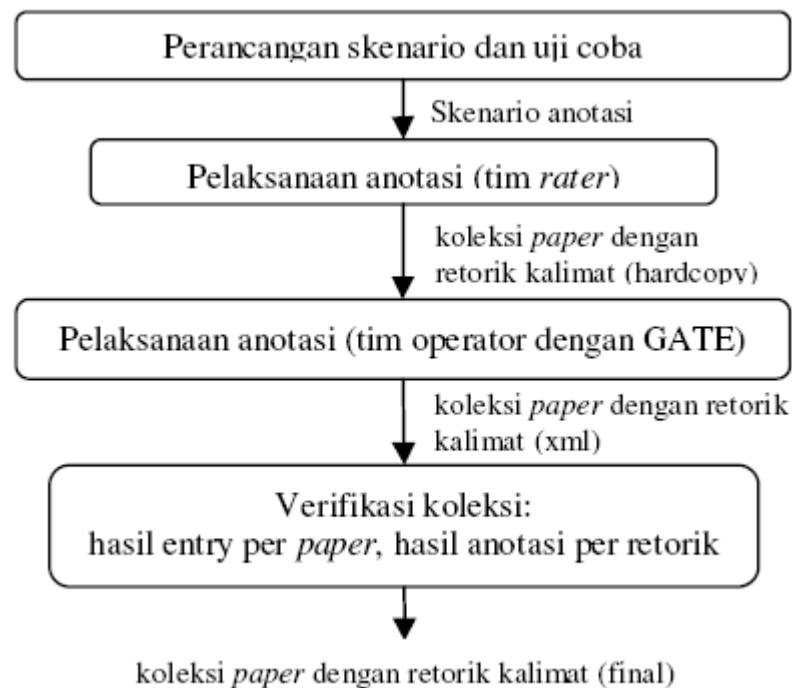 Perancangan skenario dan uji coba
Skenario anotasi
Pelaksanaan anotasi (tim rater)
koleksi paper dengan
retorik kalimat (hardcopy)
Pelaksanaan anotasi (tim operator dengan GATE)
koleksi paper dengan retorik
kalimat (xml)
Verifikasi koleksi:
hasil entry per paper, hasil anotasi per retorik
koleksi paper dengan retorik kalimat (final)